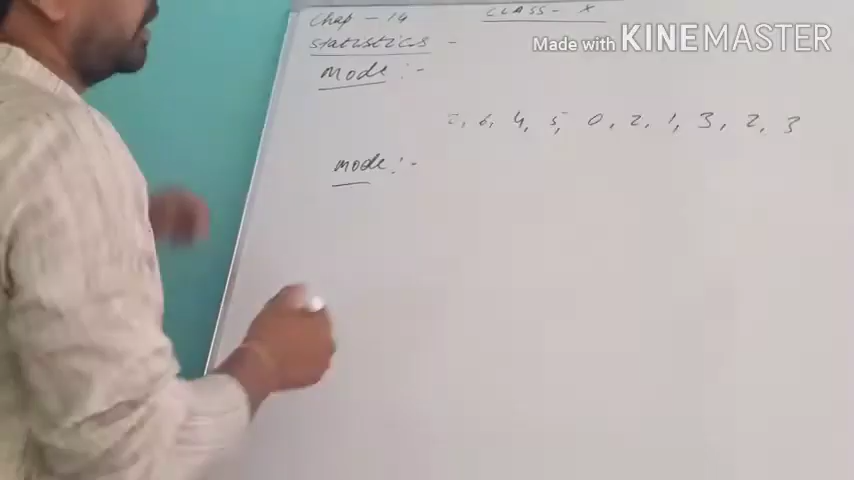 Chap - 14 CLASS - X
Made with KINEMASTER
Statistics -
Mode :-
2, 6, 4, 5, 0, 2, 1, 3, 2, 3
mode :-